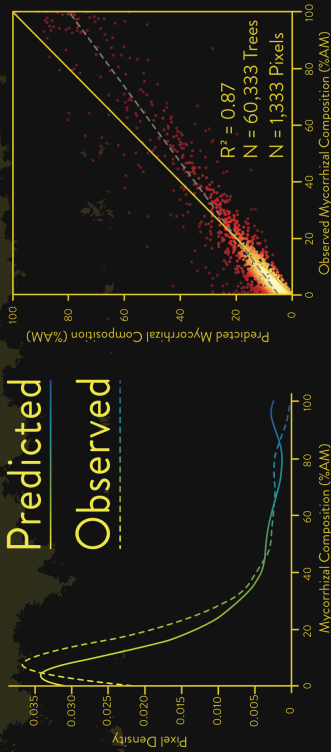 Predicted
Observed
Pixel Density
0.035
0.030
0.025
0.020
0.015
0.010
0.005
0
0
20
40
60
80
100
Mycorrhizal Composition (%AM)
R² = 0.87
N = 60,333 Trees
N = 1,333 Pixels
Predicted Mycorrhizal Composition (%AM)
100
80
60
40
20
0
0
20
40
60
80
100
Observed Mycorrhizal Composition (%AM)